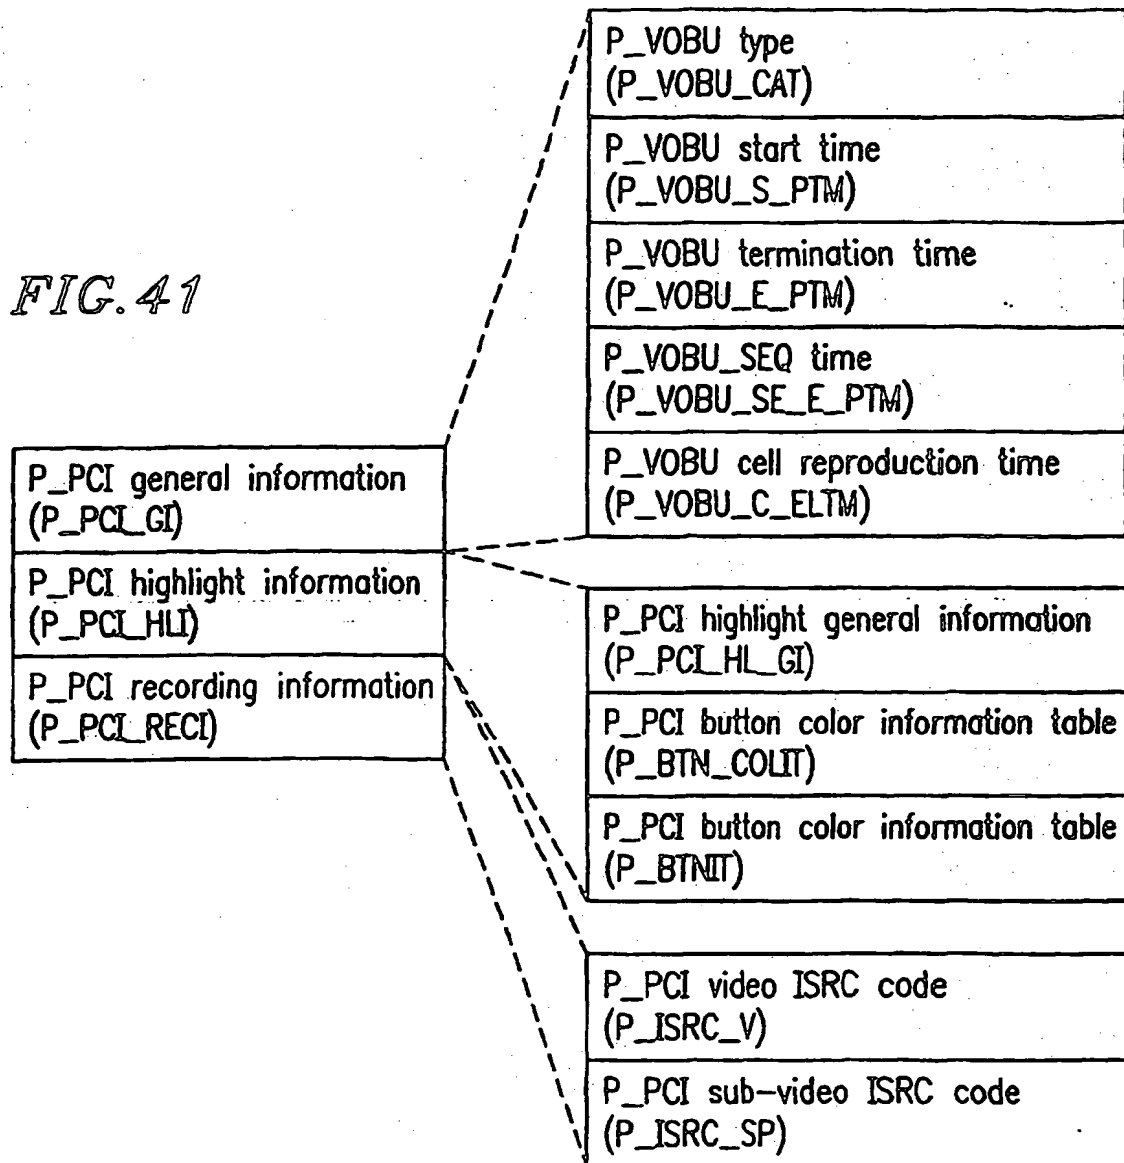 FIG. 41
P_PCI general information
(P_PCI_GI)
P_PCI highlight information
(P_PCI_HLI)
P_PCI recording information
(P_PCI_RECI)
P_VOBU type
(P_VOBU_CAT)
P_VOBU start time
(P_VOBU_S_PTM)
P_VOBU termination time
(P_VOBU_E_PTM)
P_VOBU_SEQ time
(P_VOBU_SE_E_PTM)
P_VOBU cell reproduction time
(P_VOBU_C_ELTM)
P_PCI highlight general information
(P_PCI_HL_GI)
P_PCI button color information table
(P_BTN_COLIT)
P_PCI button color information table
(P_BTNIT)
P_PCI video ISRC code
(P_ISRC_V)
P_PCI sub-video ISRC code
(P_ISRC_SP)